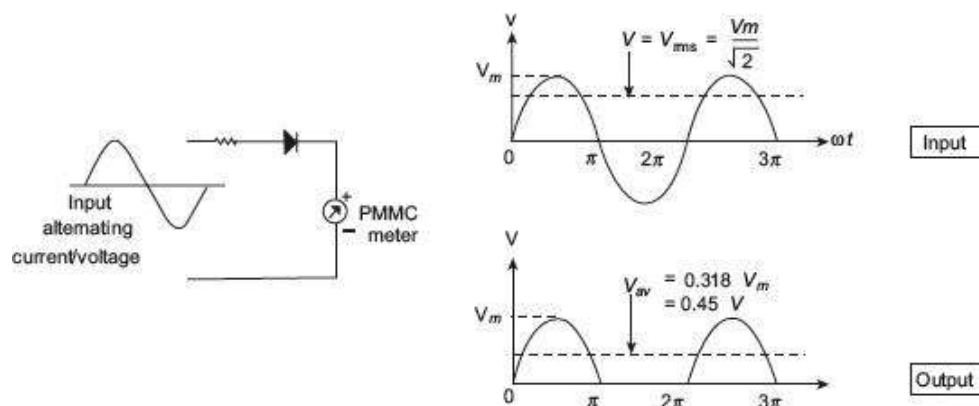 Input
alternating
current/voltage
+
PMMC
meter
V
V = Vrms = Vm/√2
Vm
0 π 2π 3π ωt
Input
V
Vav = 0.318 Vm
= 0.45 V
Vm
0 π 2π 3π
Output